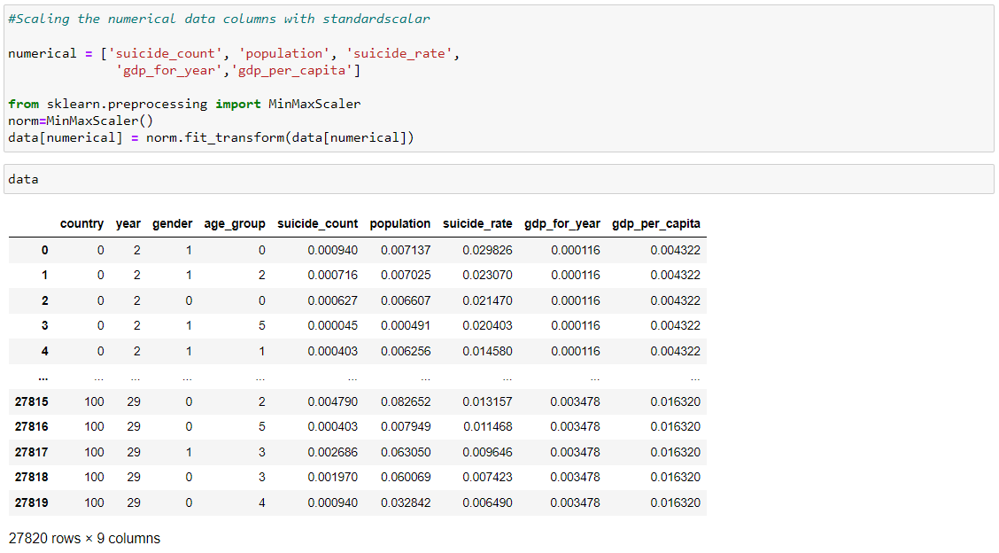 #Scaling the numerical data columns with standardscalar
numerical = ['suicide_count', 'population', 'suicide_rate',
'gdp_for_year','gdp_per_capita']
from sklearn.preprocessing import MinMaxScaler
norm=MinMaxScaler()
data[numerical] = norm.fit_transform(data[numerical])
data
country year gender age_group suicide_count population suicide_rate gdp_for_year gdp_per_capita
0 0 2 1 0 0.000940 0.007137 0.029826 0.000116 0.004322
1 0 2 1 2 0.000716 0.007025 0.023070 0.000116 0.004322
2 0 2 0 0 0.000627 0.006607 0.021470 0.000116 0.004322
3 0 2 1 5 0.000045 0.000491 0.020403 0.000116 0.004322
4 0 2 1 1 0.000403 0.006256 0.014580 0.000116 0.004322
... ... ... ... ... ... ... ... ... ...
27815 100 29 0 2 0.004790 0.082652 0.013157 0.003478 0.016320
27816 100 29 0 5 0.000403 0.007949 0.011468 0.003478 0.016320
27817 100 29 1 3 0.002686 0.063050 0.009646 0.003478 0.016320
27818 100 29 0 3 0.001970 0.060069 0.007423 0.003478 0.016320
27819 100 29 0 4 0.000940 0.032842 0.006490 0.003478 0.016320
27820 rows × 9 columns